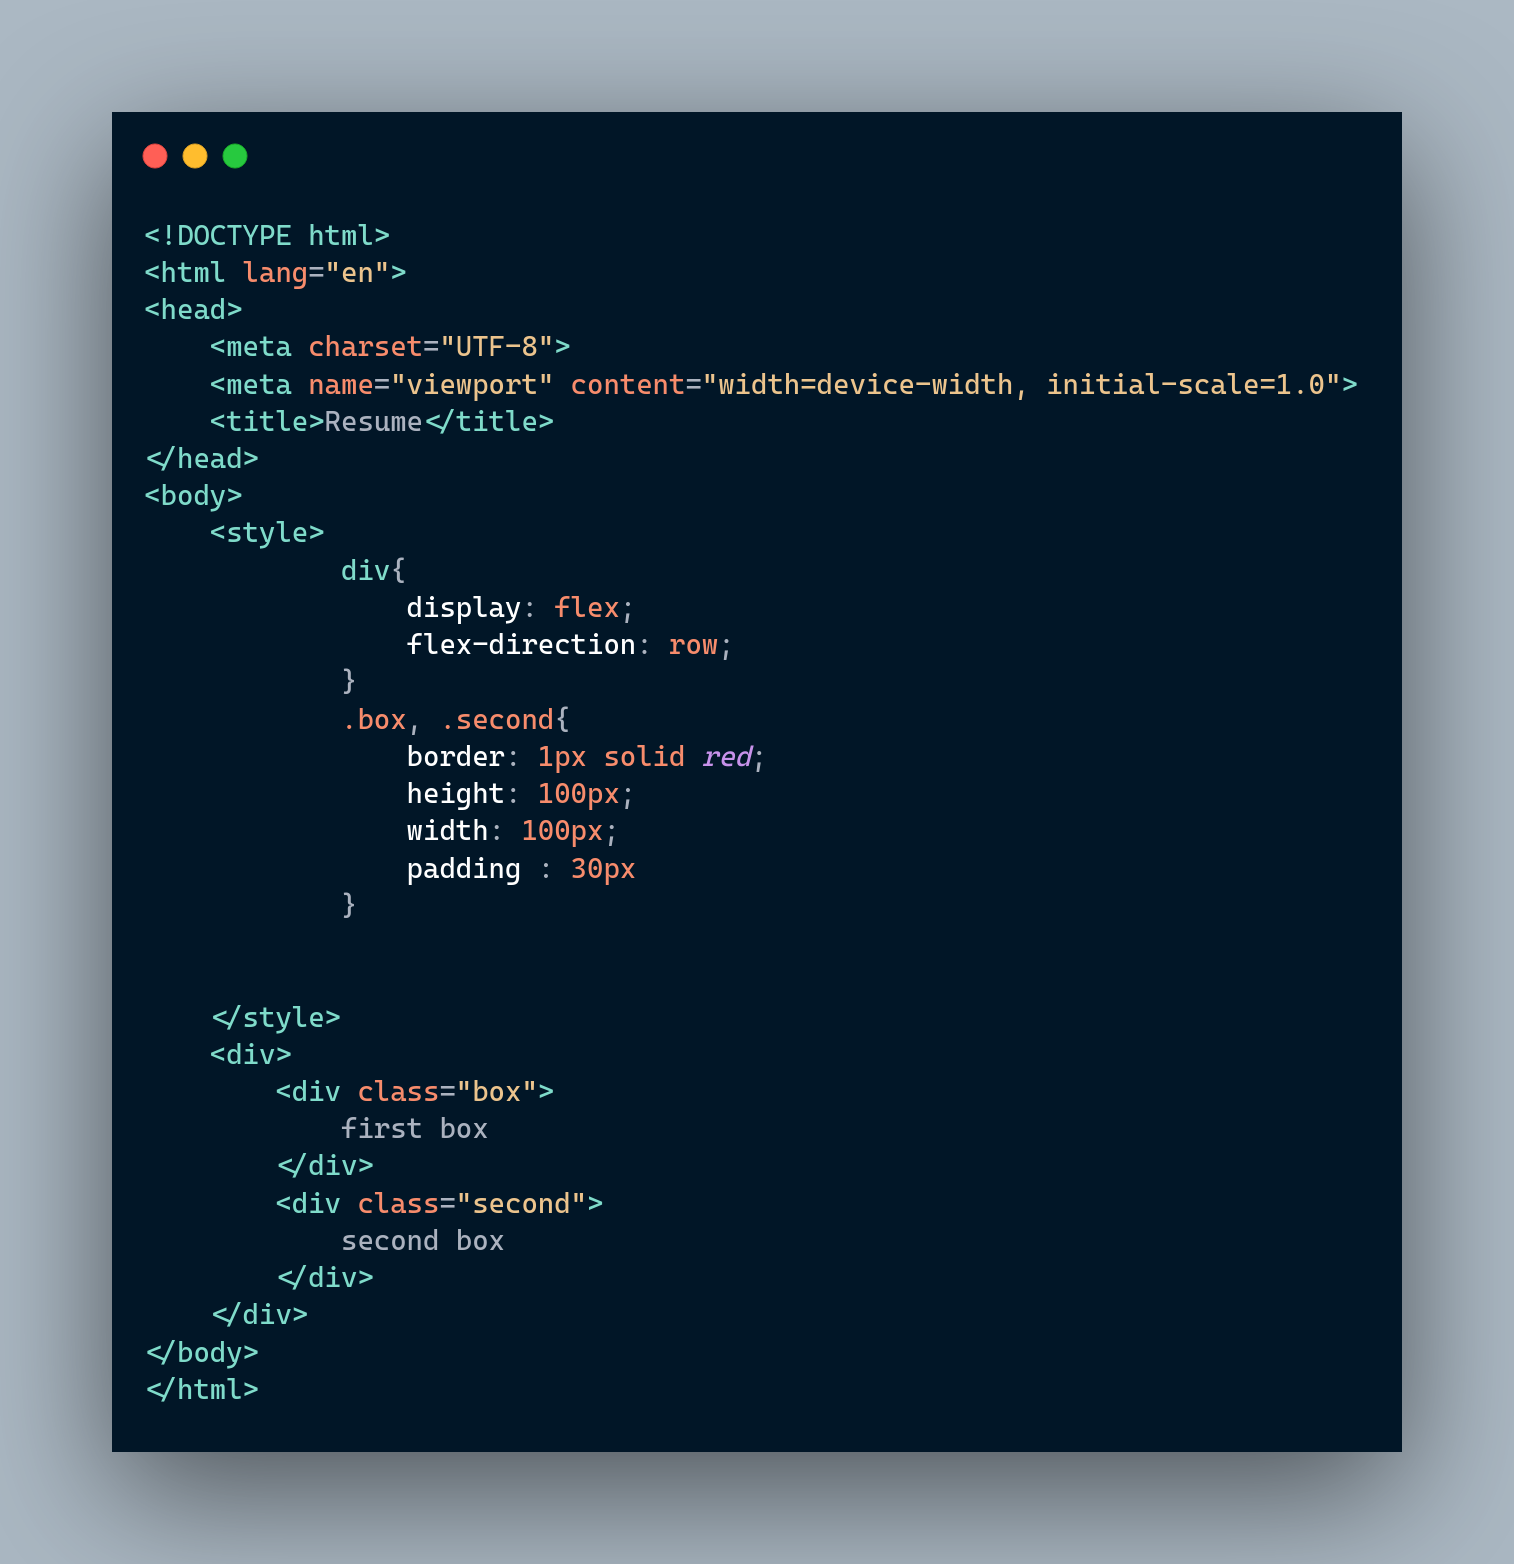 <!DOCTYPE html>
<html lang="en">
<head>
    <meta charset="UTF-8">
    <meta name="viewport" content="width=device-width, initial-scale=1.0">
    <title>Resume</title>
</head>
<body>
    <style>
            div{
                display: flex;
                flex-direction: row;
            }
            .box, .second{
                border: 1px solid red;
                height: 100px;
                width: 100px;
                padding : 30px
            }


    </style>
    <div>
        <div class="box">
            first box
        </div>
        <div class="second">
            second box
        </div>
    </div>
</body>
</html>